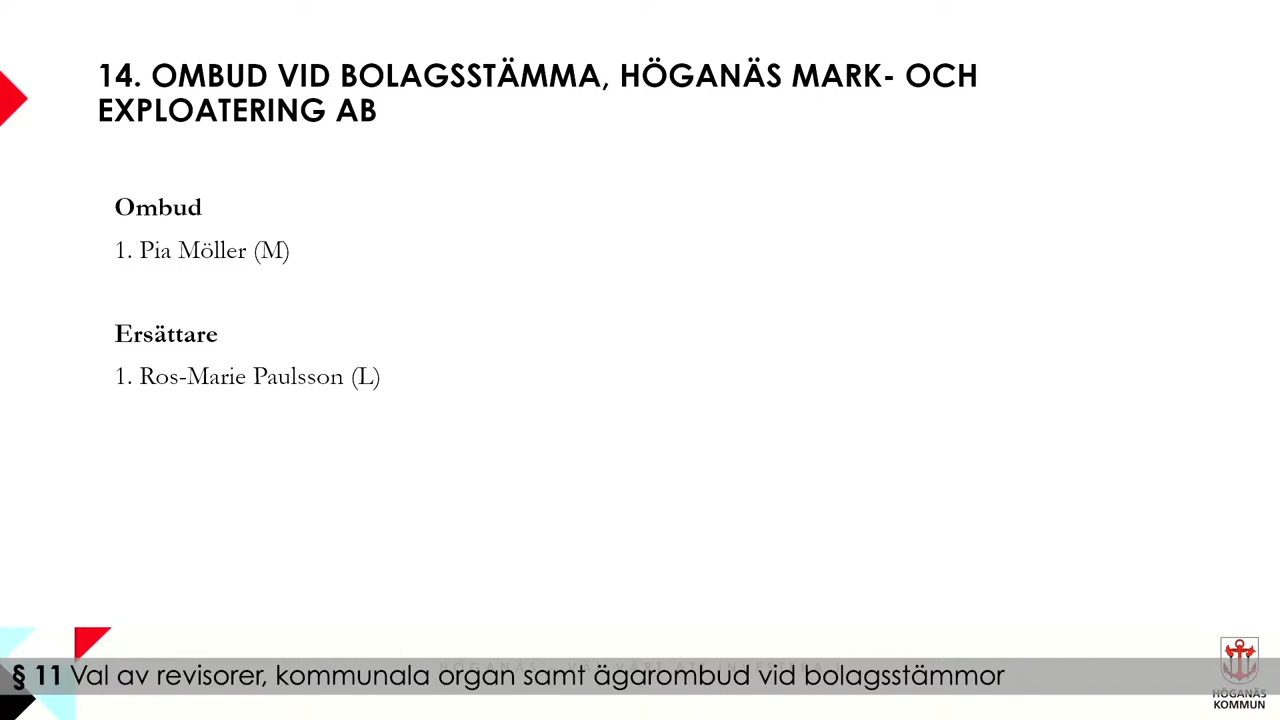 14. OMBUD VID BOLAGSSTÄMMA, HÖGANÄS MARK- OCH
EXPLOATERING AB
Ombud
1. Pia Möller (M)
Ersättare
1. Ros-Marie Paulsson (L)
§ 11 Val av revisorer, kommunala organ samt ägarombud vid bolagsstämmor
HÖGANÄS
KOMMUN